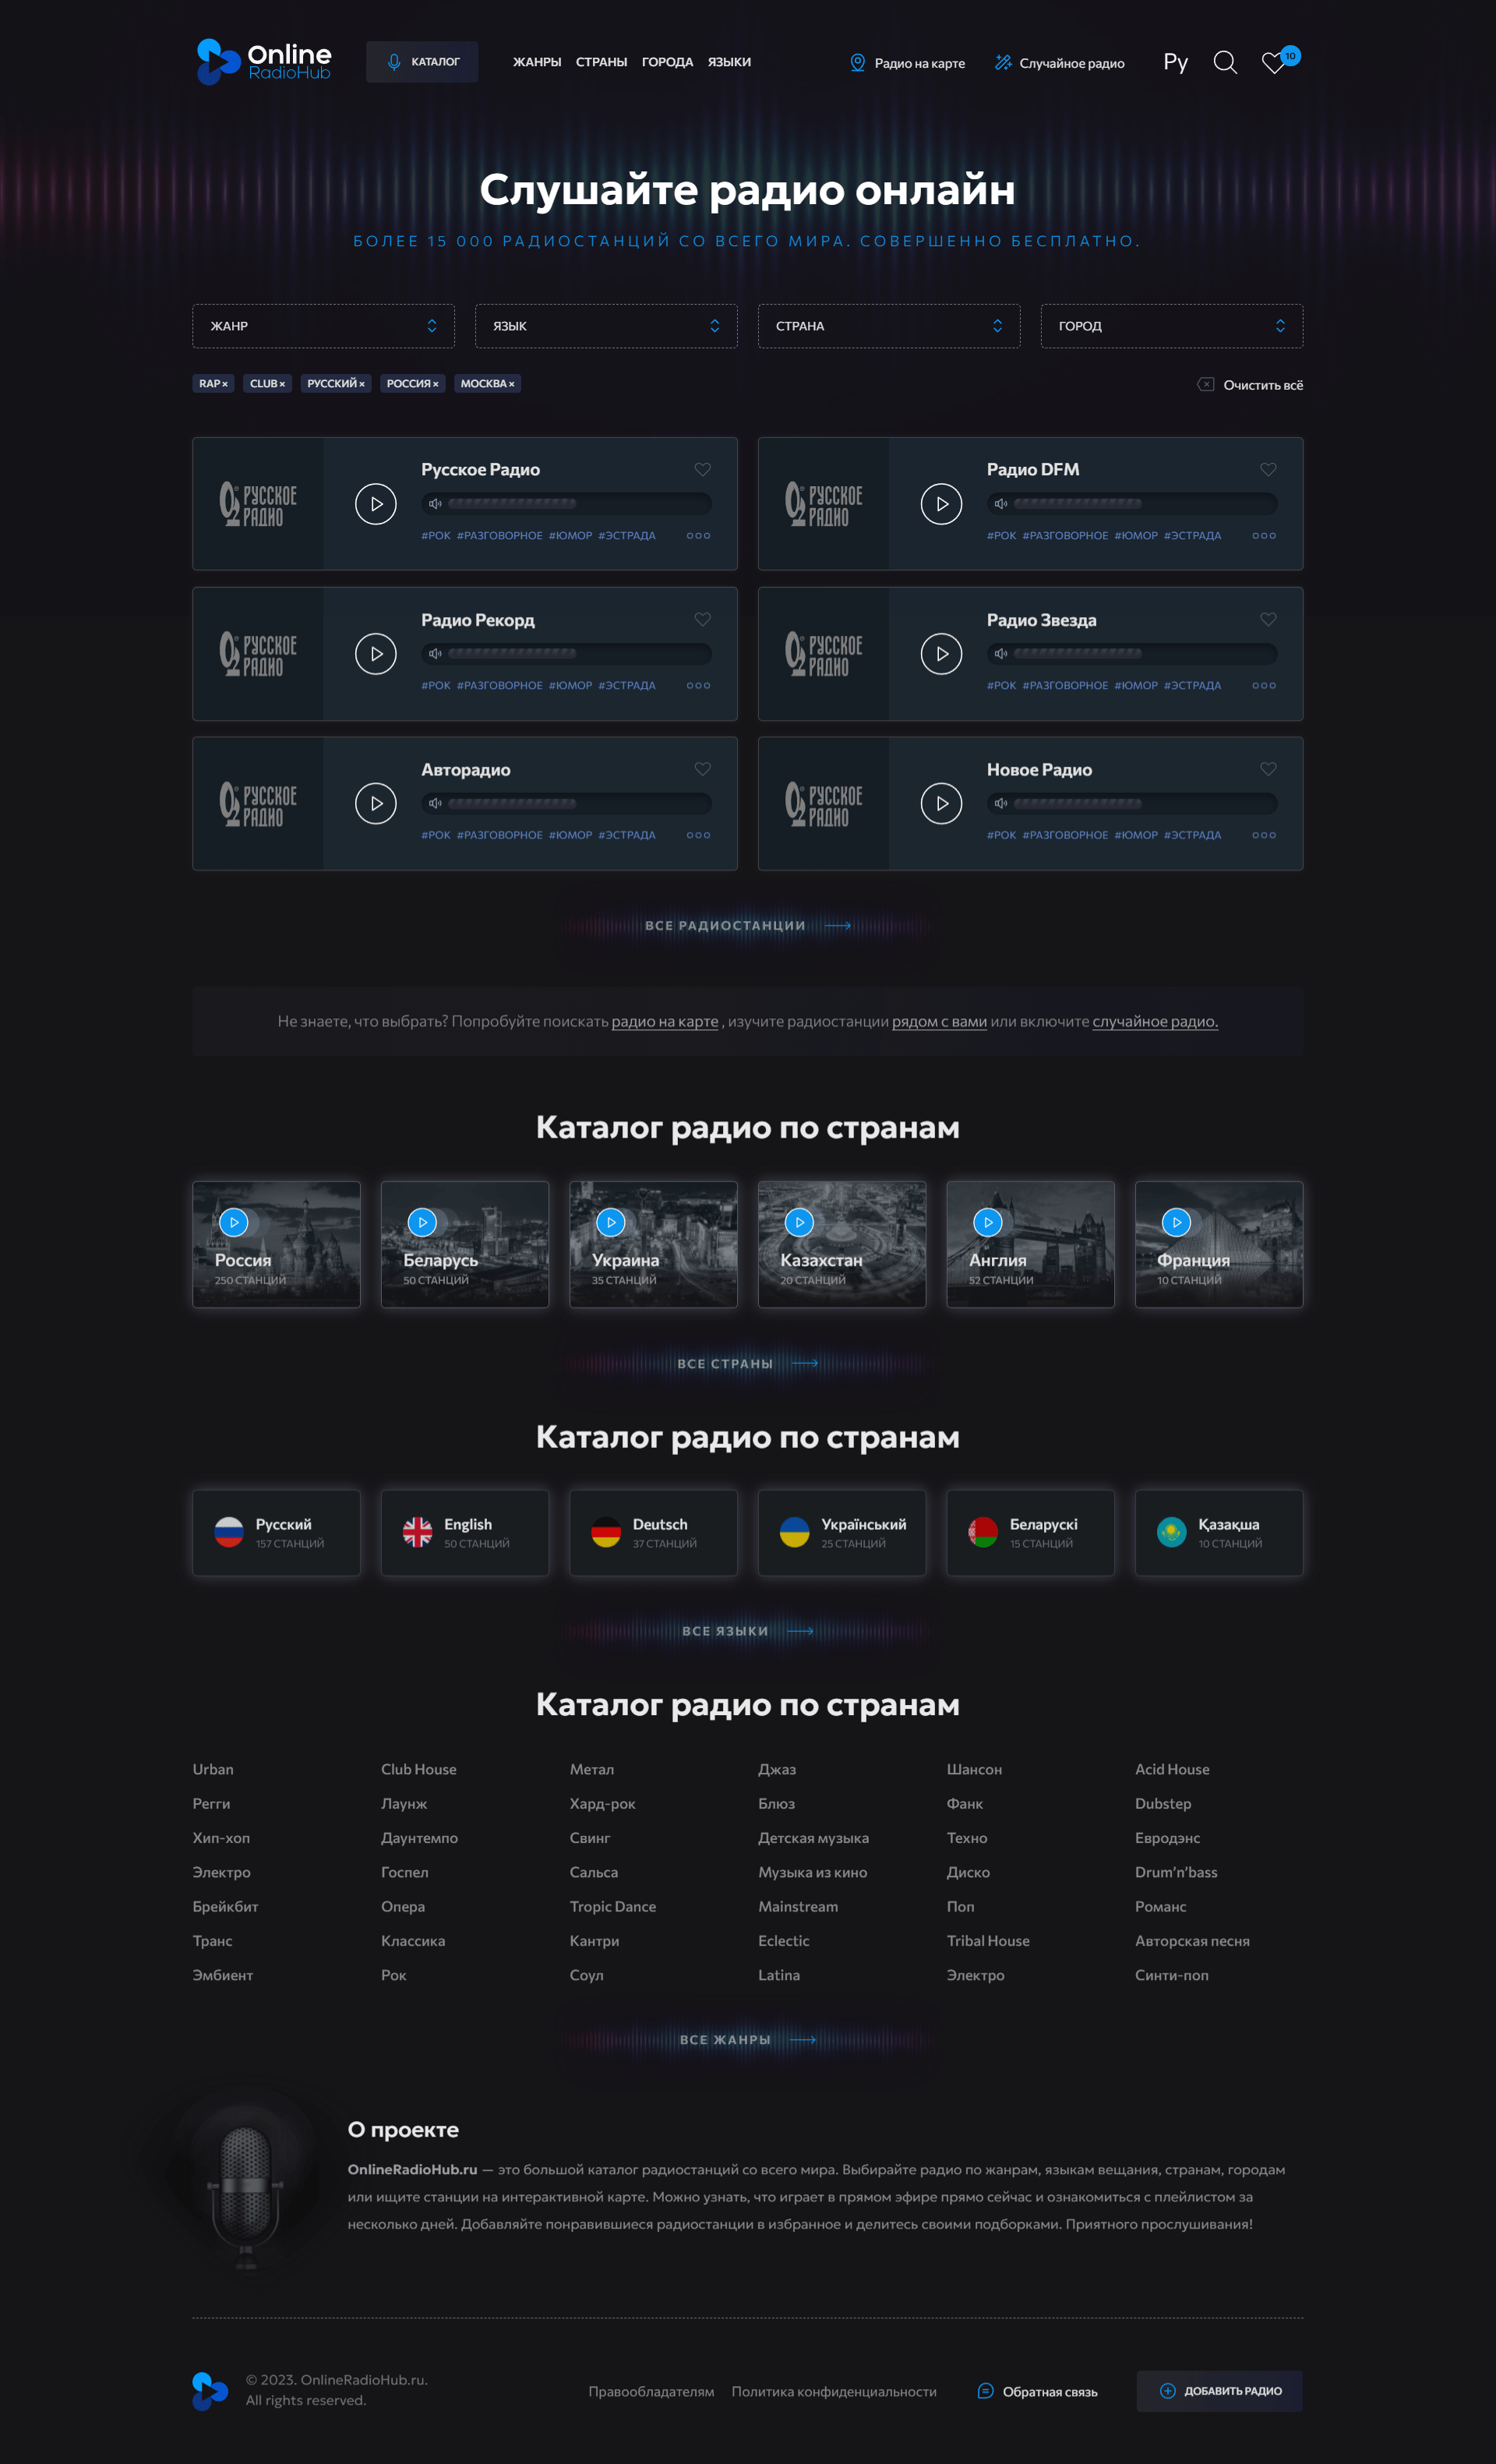 Online
RadioHub
КАТАЛОГ
ЖАНРЫ СТРАНЫ ГОРОДА ЯЗЫКИ
Радио на карте
Случайное радио
Ру
10
Слушайте радио онлайн
БОЛЕЕ 15 000 РАДИОСТАНЦИЙ СО ВСЕГО МИРА. СОВЕРШЕННО БЕСПЛАТНО.
ЖАНР
ЯЗЫК
СТРАНА
ГОРОД
RAP × CLUB × РУССКИЙ × РОССИЯ × МОСКВА ×
Очистить всё
РУССКОЕ
РАДИО
Русское Радио
#РОК #РАЗГОВОРНОЕ #ЮМОР #ЭСТРАДА
РУССКОЕ
РАДИО
Радио DFM
#РОК #РАЗГОВОРНОЕ #ЮМОР #ЭСТРАДА
РУССКОЕ
РАДИО
Радио Рекорд
#РОК #РАЗГОВОРНОЕ #ЮМОР #ЭСТРАДА
РУССКОЕ
РАДИО
Радио Звезда
#РОК #РАЗГОВОРНОЕ #ЮМОР #ЭСТРАДА
РУССКОЕ
РАДИО
Авторадио
#РОК #РАЗГОВОРНОЕ #ЮМОР #ЭСТРАДА
РУССКОЕ
РАДИО
Новое Радио
#РОК #РАЗГОВОРНОЕ #ЮМОР #ЭСТРАДА
ВСЕ РАДИОСТАНЦИИ
Не знаете, что выбрать? Попробуйте поискать радио на карте , изучите радиостанции рядом с вами или включите случайное радио.
Каталог радио по странам
Россия
250 СТАНЦИЙ
Беларусь
50 СТАНЦИЙ
Украина
35 СТАНЦИЙ
Казахстан
20 СТАНЦИЙ
Англия
52 СТАНЦИИ
Франция
10 СТАНЦИЙ
ВСЕ СТРАНЫ
Каталог радио по странам
Русский
157 СТАНЦИЙ
English
50 СТАНЦИЙ
Deutsch
37 СТАНЦИЙ
Український
25 СТАНЦИЙ
Беларускі
15 СТАНЦИЙ
Қазақша
10 СТАНЦИЙ
ВСЕ ЯЗЫКИ
Каталог радио по странам
Urban Club House Метал Джаз Шансон Acid House
Регги Лаунж Хард-рок Блюз Фанк Dubstep
Хип-хоп Даунтемпо Свинг Детская музыка Техно Евродэнс
Электро Госпел Сальса Музыка из кино Диско Drum’n’bass
Брейкбит Опера Tropic Dance Mainstream Поп Романс
Транс Классика Кантри Eclectic Tribal House Авторская песня
Эмбиент Рок Соул Latina Электро Синти-поп
ВСЕ ЖАНРЫ
О проекте
OnlineRadioHub.ru — это большой каталог радиостанций со всего мира. Выбирайте радио по жанрам, языкам вещания, странам, городам
или ищите станции на интерактивной карте. Можно узнать, что играет в прямом эфире прямо сейчас и ознакомиться с плейлистом за
несколько дней. Добавляйте понравившиеся радиостанции в избранное и делитесь своими подборками. Приятного прослушивания!
© 2023. OnlineRadioHub.ru.
All rights reserved.
Правообладателям
Политика конфиденциальности
Обратная связь
ДОБАВИТЬ РАДИО